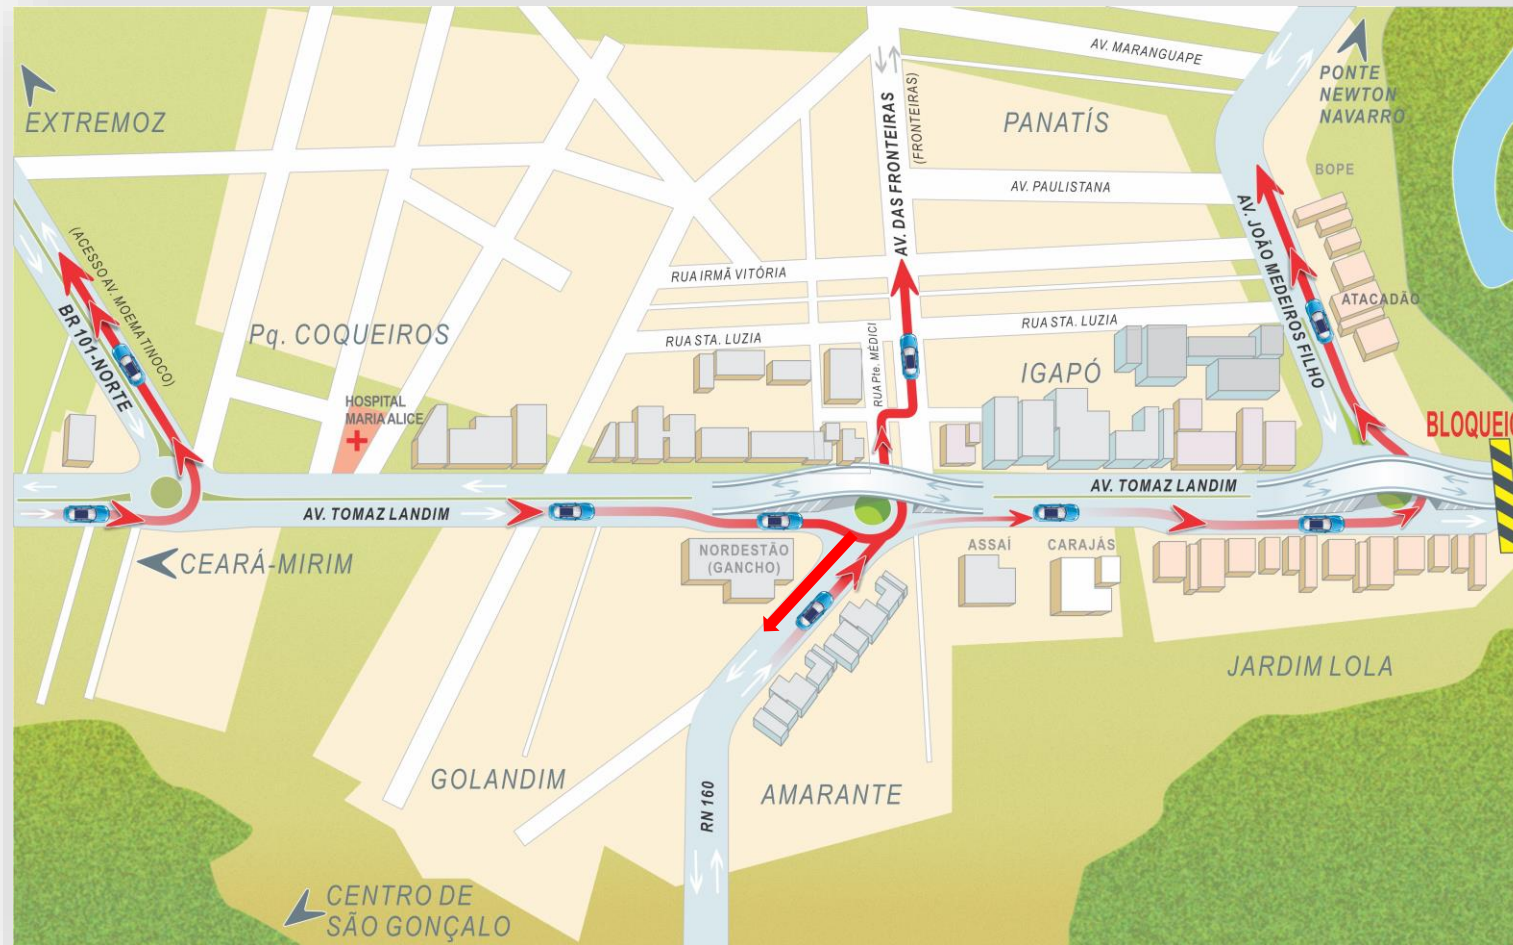 AV. MARANGUAPE
PONTE
NEWTON
NAVARRO
EXTREMOZ
PANATÍS
AV. DAS FRONTEIRAS
(FRONTEIRAS)
BOPE
AV. PAULISTANA
AV. JOÃO MEDEIROS FILHO
(ACESSO AV. MOEMA TINOCO)
BR 101-NORTE
RUA IRMÃ VITÓRIA
ATACADÃO
Pq. COQUEIROS
RUA STA. LUZIA
RUA STA. LUZIA
RUA Pte. MÉDICI
IGAPÓ
HOSPITAL
MARIA ALICE
BLOQUEIO
AV. TOMAZ LANDIM
AV. TOMAZ LANDIM
NORDESTÃO
(GANCHO)
ASSAÍ
CARAJÁS
CEARÁ-MIRIM
JARDIM LOLA
GOLANDIM
AMARANTE
RN 160
CENTRO DE
SÃO GONÇALO